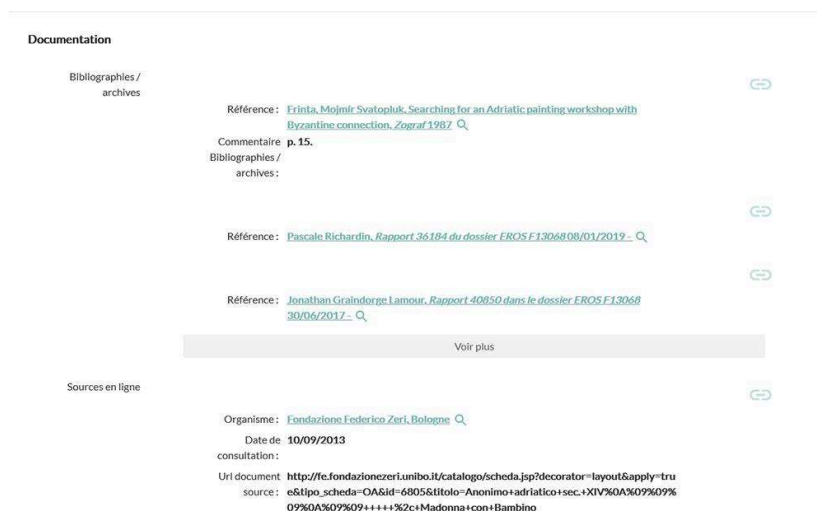 Documentation
Bibliographies /
archives
Référence : Frinta, Mojmír Svatopluk, Searching for an Adriatic painting workshop with
Byzantine connection, Zograf 1987
Commentaire p. 15.
Bibliographies /
archives :
Référence : Pascale Richardin, Rapport 36184 du dossier EROS F13068 08/01/2019 -
Référence : Jonathan Graindorge Lamour, Rapport 40850 dans le dossier EROS F13068
30/06/2017 -
Voir plus
Sources en ligne
Organisme : Fondazione Federico Zeri, Bologne
Date de 10/09/2013
consultation :
Url document http://fe.fondazionezeri.unibo.it/catalogo/scheda.jsp?decorator=layout&apply=tru
source : e&tipo_scheda=OA&id=6805&titolo=Anonimo+adriatico+sec.+XIV%0A%09%09%
09%0A%09%09+++++%2c+Madonna+con+Bambino